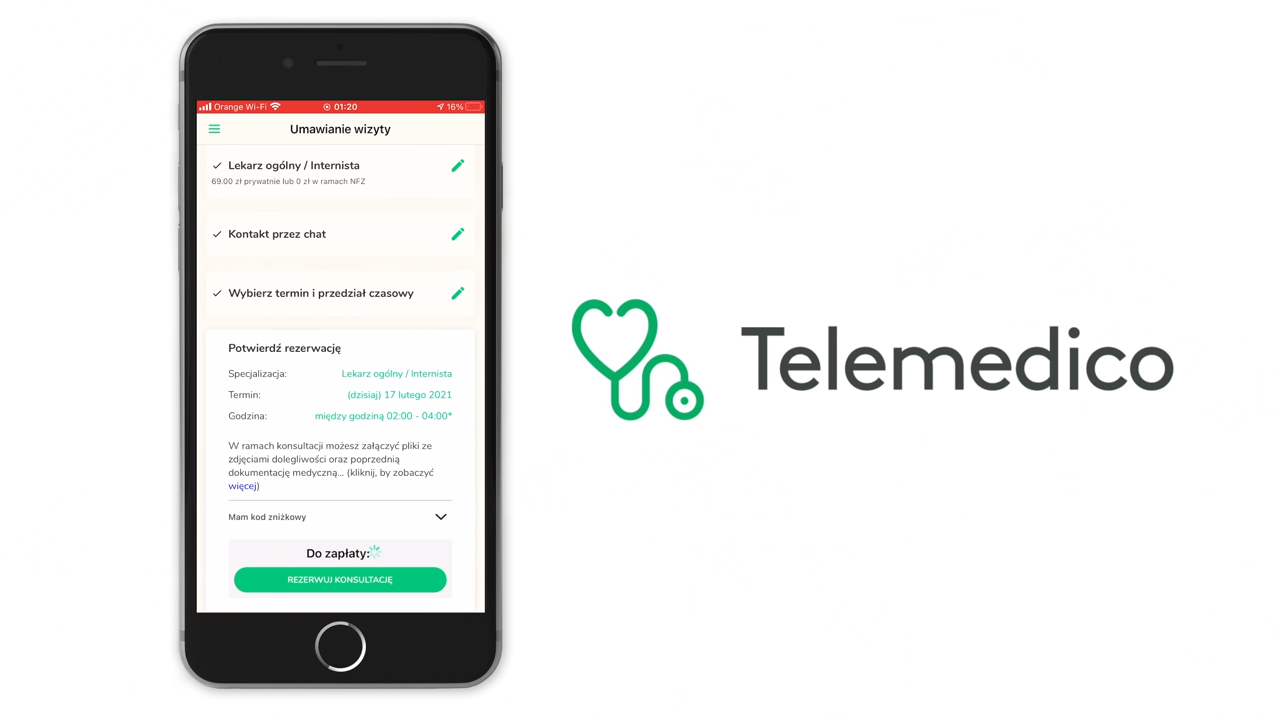 Orange Wi-Fi 01:20 16%
Umawianie wizyty
Lekarz ogólny / Internista
69.00 zł prywatnie lub 0 zł w ramach NFZ
Kontakt przez chat
Wybierz termin i przedział czasowy
Potwierdź rezerwację
Specjalizacja: Lekarz ogólny / Internista
Termin: (dzisiaj) 17 lutego 2021
Godzina: między godziną 02:00 - 04:00*
W ramach konsultacji możesz załączyć pliki ze
zdjęciami dolegliwości oraz poprzednią
dokumentację medyczną... (kliknij, by zobaczyć
więcej)
Mam kod zniżkowy
Do zapłaty:
REZERWUJ KONSULTACJĘ
Telemedico